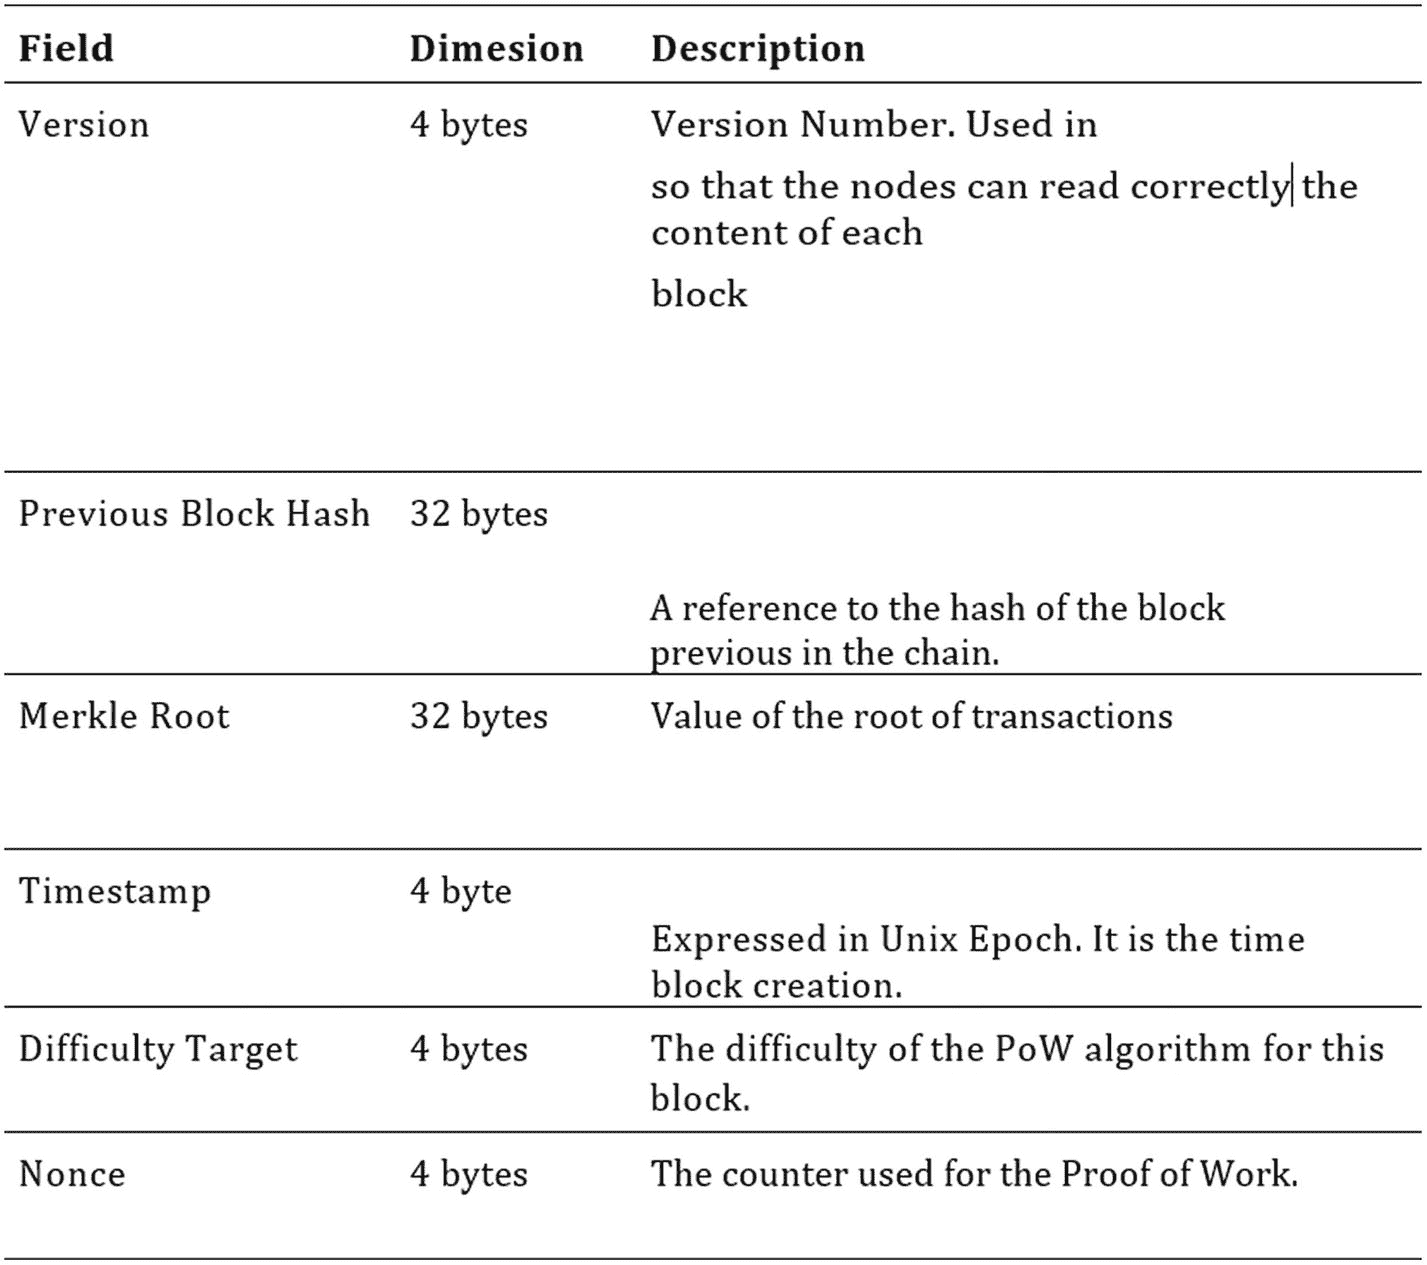 Field Dimesion Description
Version 4 bytes Version Number. Used in
so that the nodes can read correctly the
content of each
block
Previous Block Hash 32 bytes
A reference to the hash of the block
previous in the chain.
Merkle Root 32 bytes Value of the root of transactions
Timestamp 4 byte
Expressed in Unix Epoch. It is the time
block creation.
Difficulty Target 4 bytes The difficulty of the PoW algorithm for this
block.
Nonce 4 bytes The counter used for the Proof of Work.